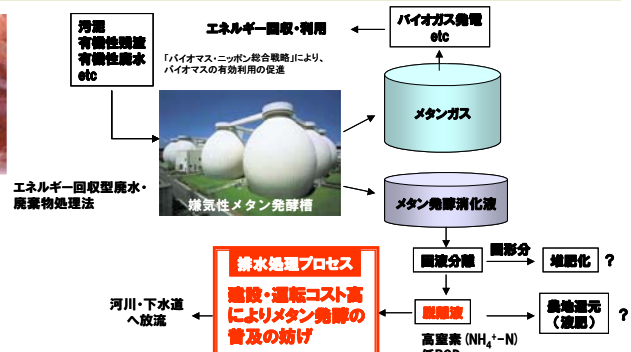 汚泥
有機性残渣
有機性廃水
etc
エネルギー回収・利用
「バイオマス・ニッポン総合戦略」により、
バイオマスの有効利用の促進
バイオガス発電
etc
メタンガス
嫌気性メタン発酵槽
エネルギー回収型廃水・
廃棄物処理法
メタン発酵消化液
固液分離
固形分
堆肥化
?
脱離液
農地還元
(液肥)
?
高窒素(NH₄⁺-N)
排水処理プロセス
建設・運転コスト高
によりメタン発酵の
普及の妨げ
河川・下水道
へ放流